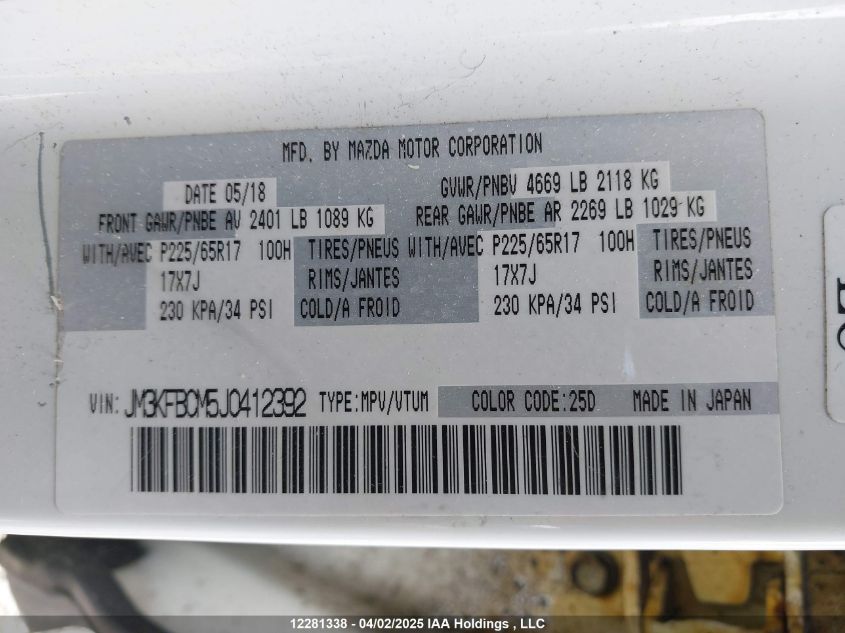 MFD. BY MAZDA MOTOR CORPORATION
DATE 05/18 GVWR/PNBV 4669 LB 2118 KG
FRONT GAWR/PNBE AV 2401 LB 1089 KG REAR GAWR/PNBE AR 2269 LB 1029 KG
WITH/AVEC P225/65R17 100H TIRES/PNEUS WITH/AVEC P225/65R17 100H TIRES/PNEUS
17X7J RIMS/JANTES 17X7J RIMS/JANTES
230 KPA/34 PSI COLD/A FROID 230 KPA/34 PSI COLD/A FROID
VIN: JM3KFBCM5J0412392 TYPE:MPV/VTUM COLOR CODE:25D MADE IN JAPAN
12281338 - 04/02/2025 IAA Holdings , LLC